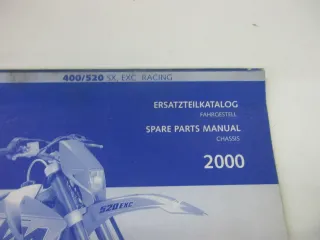 400/520 SX, EXC RACING
ERSATZTEILKATALOG
FAHRGESTELL
SPARE PARTS MANUAL
CHASSIS
2000
520 EXC